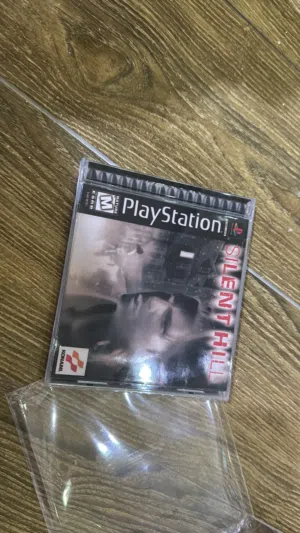 PlayStation
M
SILENT HILL
KONAMI